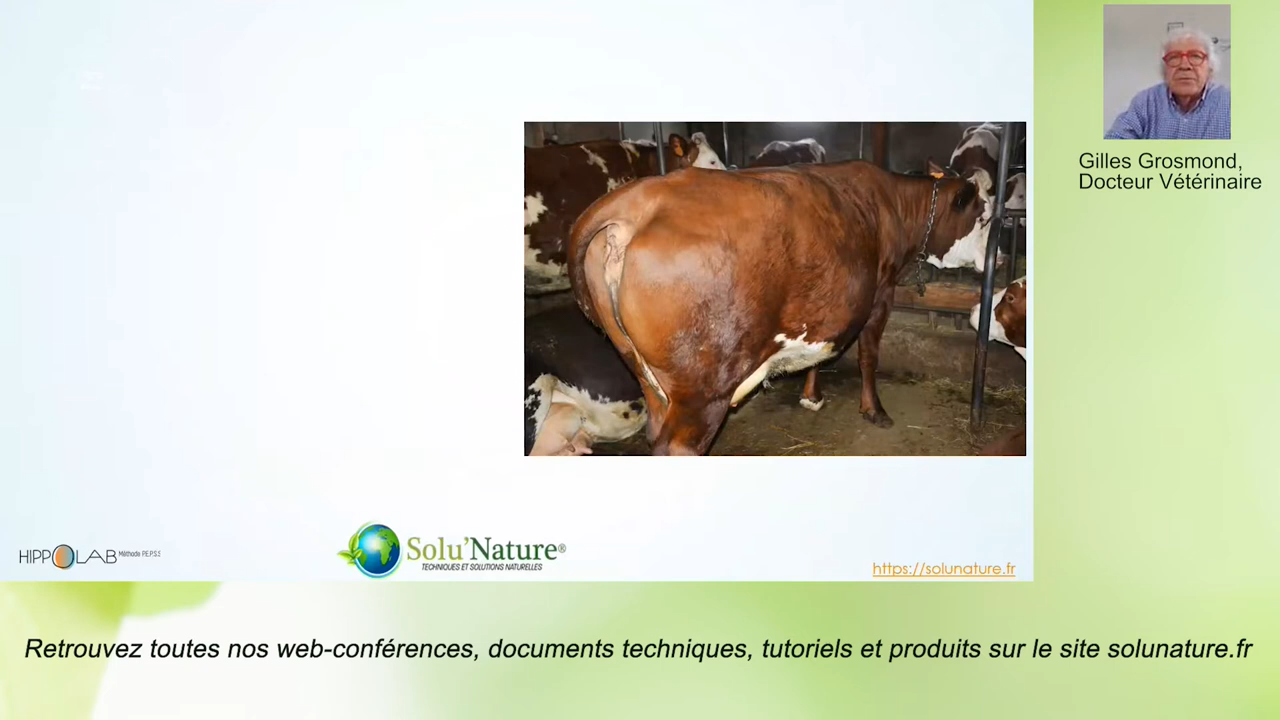 Gilles Grosmond,
Docteur Vétérinaire
HIPPOLAB Méthode P.E.P.S.S
Solu'Nature®
TECHNIQUES ET SOLUTIONS NATURELLES
https://solunature.fr
Retrouvez toutes nos web-conférences, documents techniques, tutoriels et produits sur le site solunature.fr